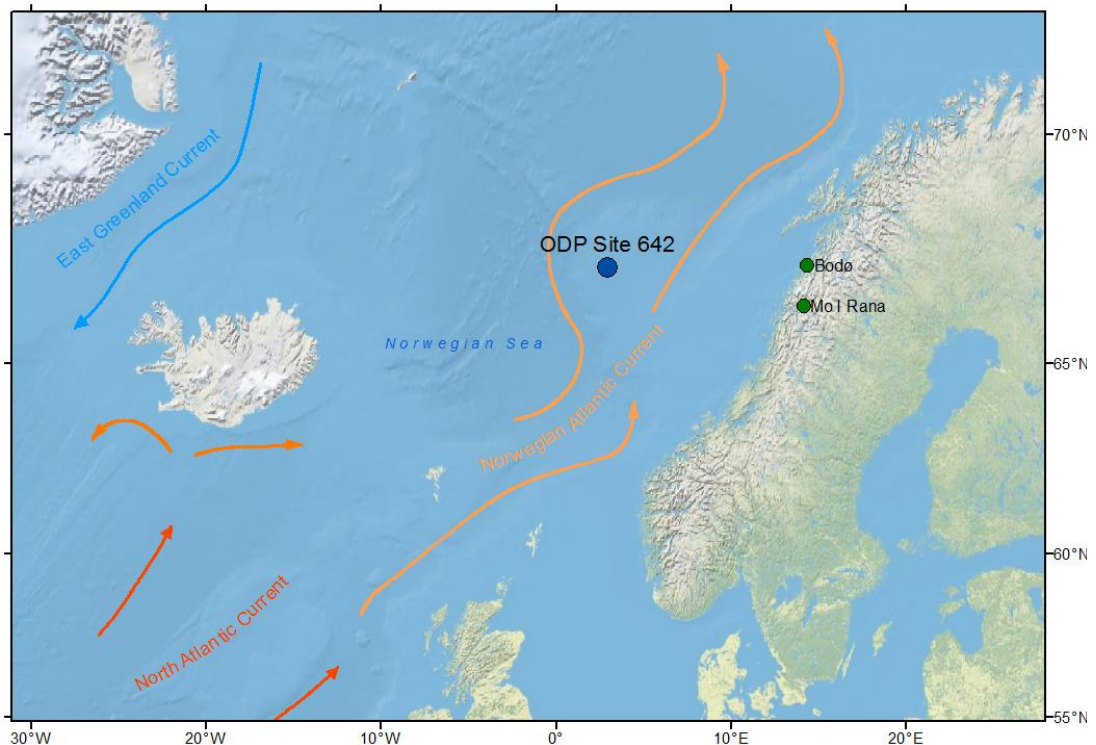 70°N
East Greenland Current
ODP Site 642
Bodø
Mo I Rana
Norwegian Sea
65°N
Norwegian Atlantic Current
60°N
North Atlantic Current
55°N
30°W
20°W
10°W
0°
10°E
20°E